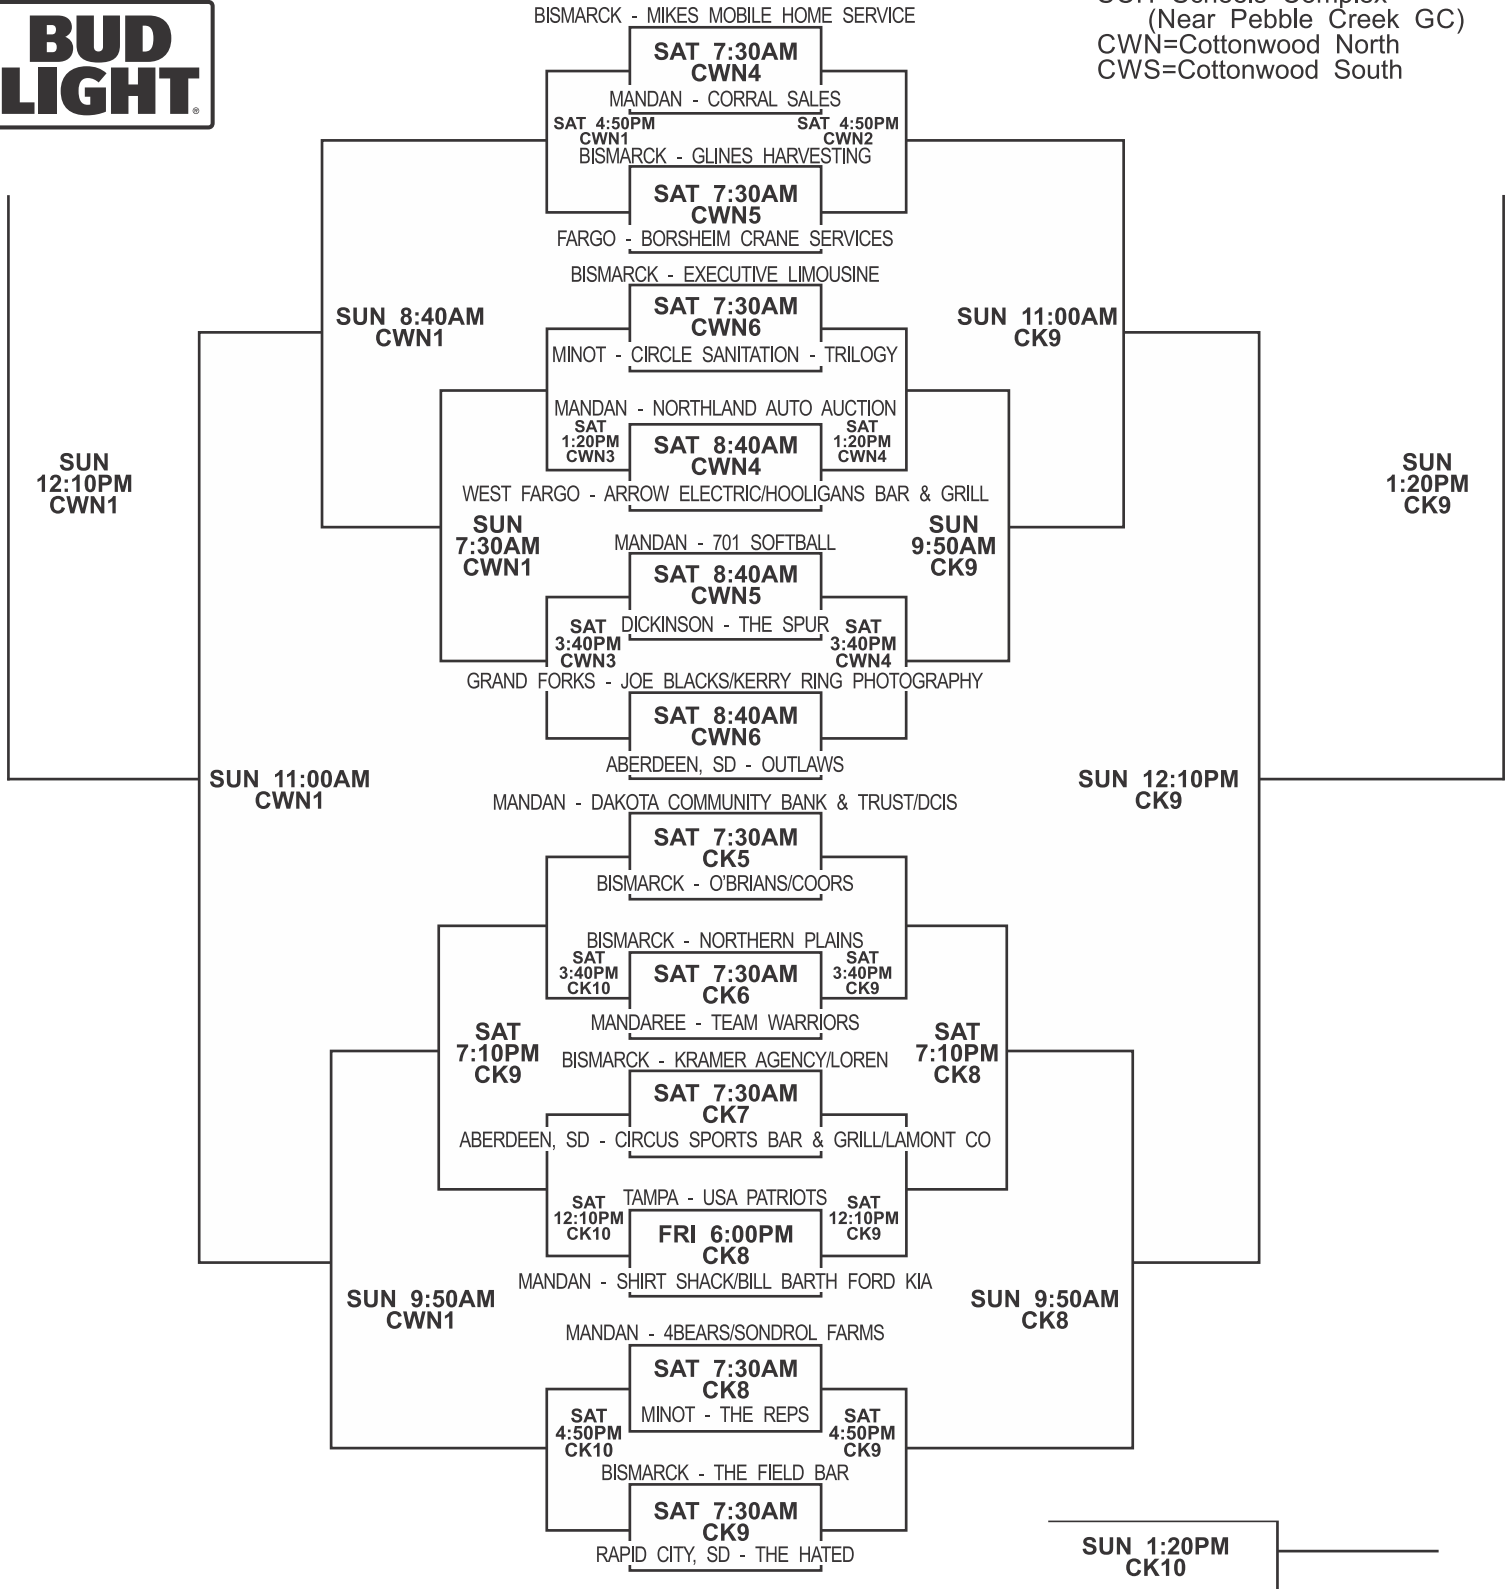 BUD
LIGHT®
(Near Pebble Creek GC)
CWN=Cottonwood North
CWS=Cottonwood South
BISMARCK - MIKES MOBILE HOME SERVICE
SAT 7:30AM
CWN4
MANDAN - CORRAL SALES
SAT 4:50PM
CWN1
SAT 4:50PM
CWN2
BISMARCK - GLINES HARVESTING
SAT 7:30AM
CWN5
FARGO - BORSHEIM CRANE SERVICES
BISMARCK - EXECUTIVE LIMOUSINE
SAT 7:30AM
CWN6
SUN 8:40AM
CWN1
SUN 11:00AM
CK9
MINOT - CIRCLE SANITATION - TRILOGY
MANDAN - NORTHLAND AUTO AUCTION
SAT
1:20PM
CWN3
SAT 8:40AM
CWN4
SAT
1:20PM
CWN4
SUN
12:10PM
CWN1
SUN
1:20PM
CK9
WEST FARGO - ARROW ELECTRIC/HOOLIGANS BAR & GRILL
SUN
7:30AM
CWN1
SUN
9:50AM
CK9
MANDAN - 701 SOFTBALL
SAT 8:40AM
CWN5
DICKINSON - THE SPUR
SAT
3:40PM
CWN3
SAT
3:40PM
CWN4
GRAND FORKS - JOE BLACKS/KERRY RING PHOTOGRAPHY
SAT 8:40AM
CWN6
ABERDEEN, SD - OUTLAWS
SUN 11:00AM
CWN1
SUN 12:10PM
CK9
MANDAN - DAKOTA COMMUNITY BANK & TRUST/DCIS
SAT 7:30AM
CK5
BISMARCK - O'BRIANS/COORS
BISMARCK - NORTHERN PLAINS
SAT
3:40PM
CK10
SAT 7:30AM
CK6
SAT
3:40PM
CK9
MANDAREE - TEAM WARRIORS
SAT
7:10PM
CK9
SAT
7:10PM
CK8
BISMARCK - KRAMER AGENCY/LOREN
SAT 7:30AM
CK7
ABERDEEN, SD - CIRCUS SPORTS BAR & GRILL/LAMONT CO
TAMPA - USA PATRIOTS
SAT
12:10PM
CK10
FRI 6:00PM
CK8
SAT
12:10PM
CK9
MANDAN - SHIRT SHACK/BILL BARTH FORD KIA
SUN 9:50AM
CWN1
SUN 9:50AM
CK8
MANDAN - 4BEARS/SONDROL FARMS
SAT 7:30AM
CK8
MINOT - THE REPS
SAT
4:50PM
CK10
SAT
4:50PM
CK9
BISMARCK - THE FIELD BAR
SAT 7:30AM
CK9
RAPID CITY, SD - THE HATED
SUN 1:20PM
CK10